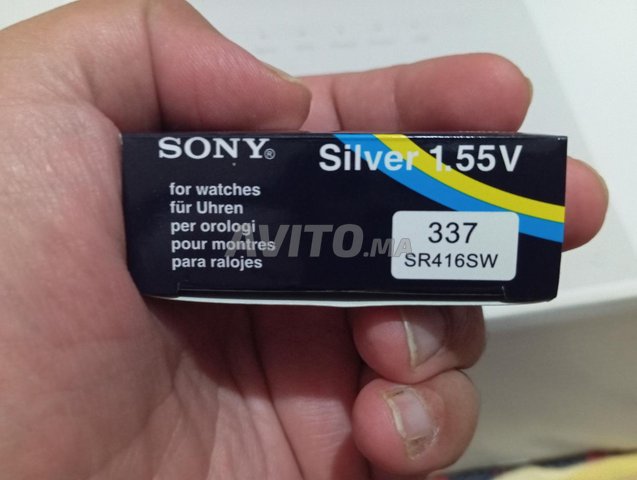 SONY®
Silver 1.55V
for watches
für Uhren
per orologi
pour montres
para ralojes
337
SR416SW
AVITO.MA